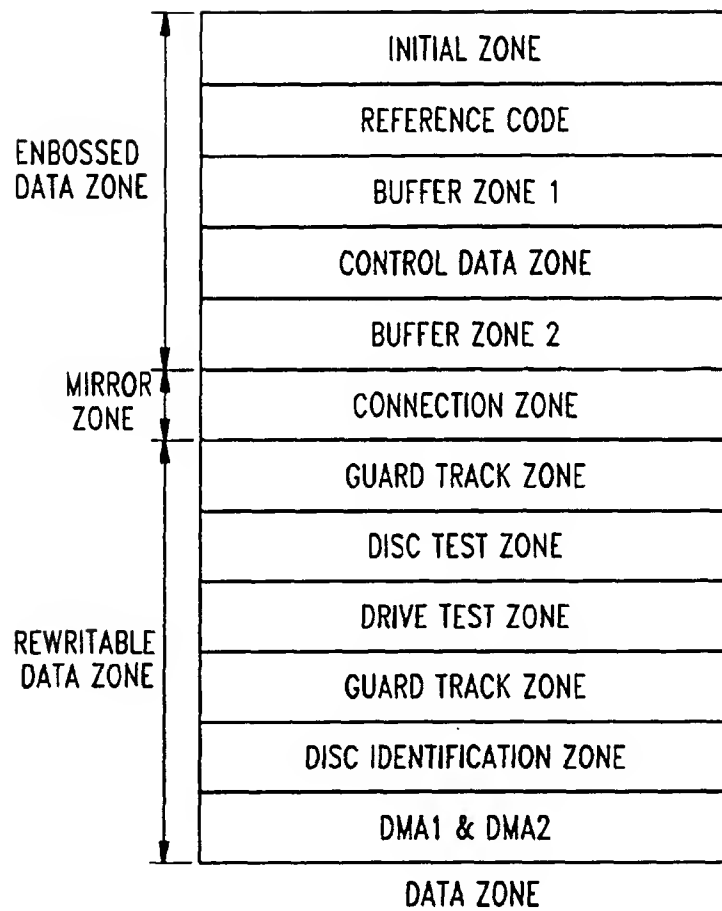 INITIAL ZONE
REFERENCE CODE
ENBOSSED
DATA ZONE
BUFFER ZONE 1
CONTROL DATA ZONE
BUFFER ZONE 2
MIRROR
ZONE
CONNECTION ZONE
GUARD TRACK ZONE
DISC TEST ZONE
DRIVE TEST ZONE
REWRITABLE
DATA ZONE
GUARD TRACK ZONE
DISC IDENTIFICATION ZONE
DMA1 & DMA2
DATA ZONE